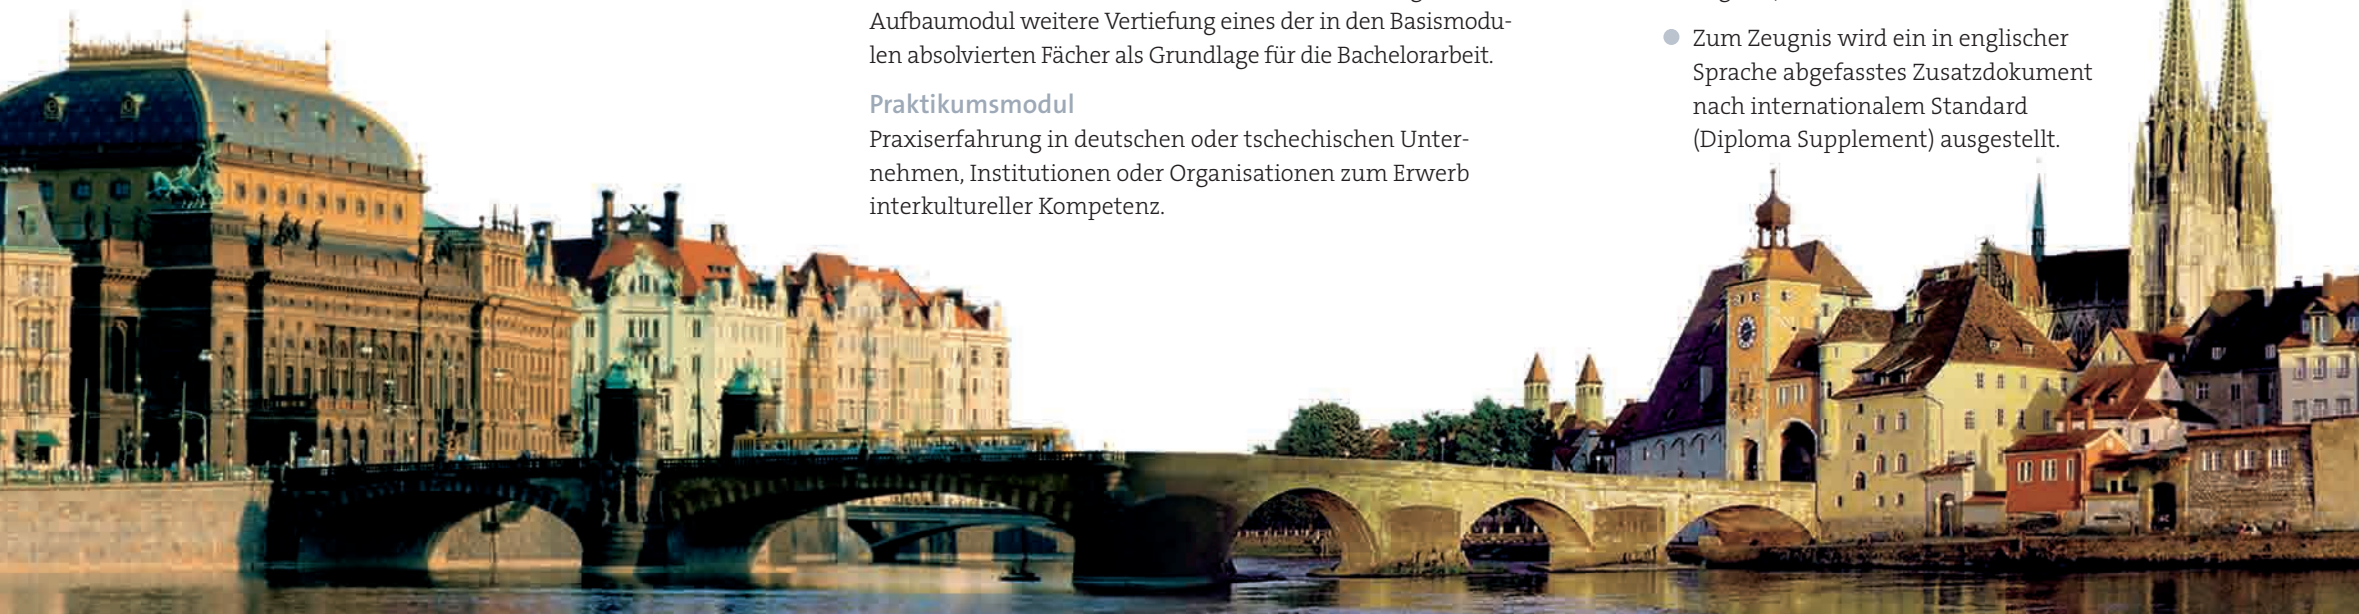 Aufbaumodul weitere Vertiefung eines der in den Basismodu-
len absolvierten Fächer als Grundlage für die Bachelorarbeit.
Praktikumsmodul
Praxiserfahrung in deutschen oder tschechischen Unter-
nehmen, Institutionen oder Organisationen zum Erwerb
interkultureller Kompetenz.
● Zum Zeugnis wird ein in englischer
Sprache abgefasstes Zusatzdokument
nach internationalem Standard
(Diploma Supplement) ausgestellt.